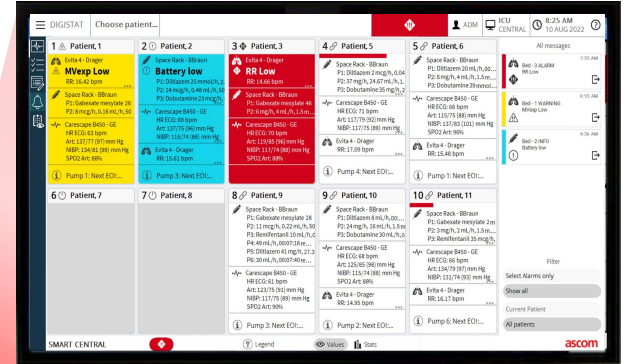 DIGISTAT
Choose patient...
ADM
ICU
CENTRAL
8:25 AM
10 AUG 2022
1 Patient, 1
Evita 4 - Drager
MVexp Low
RR: 16.42 bpm
Space Rack - BBraun
P1: Gabexate mesylate 28
P2: 8 mcg/h, 0.16 ml/h, 50
Carescape B450 - GE
HR ECG: 83 bpm
Art: 137/77 (97) mm Hg
NIBP: 134/81 (99) mm Hg
SPO2 Art: 86%
Pump 1: Next EOI:...
2 Patient, 2
Space Rack - BBraun
Battery low
P1: Diltiazem 25 mmol/h, 2
P2: 24 mcg/h, 0.48 ml/h, 50
P3: Dobutamine 23 mcg/h,
Carescape B450 - GE
HR ECG: 69 bpm
Art: 137/75 (96) mm Hg
NIBP: 115/74 (88) mm Hg
Evita 4 - Drager
RR: 15.61 bpm
Pump 3: Next EOI:...
3 Patient, 3
Evita 4 - Drager
RR Low
RR: 14.66 bpm
Space Rack - BBraun
P1: Gabexate mesylate 46
P2: 6 mg/h, 4 ml/h, 1.5 m...
Carescape B450 - GE
HR ECG: 70 bpm
Art: 119/85 (96) mm Hg
NIBP: 117/74 (88) mm Hg
SPO2 Art: 88%
Pump 3: Next EOI:...
4 Patient, 5
Space Rack - BBraun
P1: Diltiazem 2 mcg/h, 0.04
P2: 37 mg/h, 24.67 ml/h, 1.
P3: Dobutamine 35 mg/h, 2
Carescape B450 - GE
HR ECG: 71 bpm
Art: 117/79 (92) mm Hg
NIBP: 117/75 (89) mm Hg
Evita 4 - Drager
RR: 17.09 bpm
Pump 4: Next EOI:...
5 Patient, 6
Space Rack - BBraun
P1: Diltiazem 20 ml/h, 00:...
P2: 6 mg/h, 4 ml/h, 1.5 m...
P3: Dobutamine 39 mmol...
Carescape B450 - GE
HR ECG: 68 bpm
Art: 115/75 (88) mm Hg
NIBP: 137/83 (101) mm Hg
SPO2 Art: 96%
Evita 4 - Drager
RR: 15.48 bpm
Pump 1: Next EOI:...
All messages
7:35 AM
Bed - 3 ALARM
RR Low
6:55 AM
Bed - 1 WARNING
MVexp Low
4:36 AM
Bed - 2 INFO
Battery low
6 Patient, 7
7 Patient, 8
8 Patient, 9
Space Rack - BBraun
P1: Gabexate mesylate 28
P2: 11 mcg/h, 0.22 ml/h, 50
P3: Remifentanil 10 mL/h, 0
P4: 49 ml/h, 00:07:16 re...
P5: Diltiazem 41 mg/h, 27.3
P6: 30 ml/h, 00:07:40 re...
Carescape B450 - GE
HR ECG: 61 bpm
Art: 123/75 (91) mm Hg
NIBP: 117/75 (89) mm Hg
SPO2 Art: 90%
Pump 3: Next EOI:...
9 Patient, 10
Space Rack - BBraun
P1: Diltiazem 6 ml/h, 00:...
P2: 24 mg/h, 16 ml/h, 1.5 m
P3: Dobutamine 30 ml/h, 0
Carescape B450 - GE
HR ECG: 66 bpm
Art: 125/85 (98) mm Hg
NIBP: 115/74 (88) mm Hg
SPO2 Art: 89%
Evita 4 - Drager
RR: 14.95 bpm
Pump 2: Next EOI:...
10 Patient, 11
Space Rack - BBraun
P1: Gabexate mesylate 2 m
P2: 3 mg/h, 2 ml/h, 1.5 m...
P3: Remifentanil 35 mcg/h,
Carescape B450 - GE
HR ECG: 66 bpm
Art: 134/79 (97) mm Hg
NIBP: 131/74 (93) mm Hg
Evita 4 - Drager
RR: 16.17 bpm
Pump 6: Next EOI:...
Filter
Select Alarms only
Show all
Current Patient
All patients
SMART CENTRAL
Legend
Values
Stats
ascom